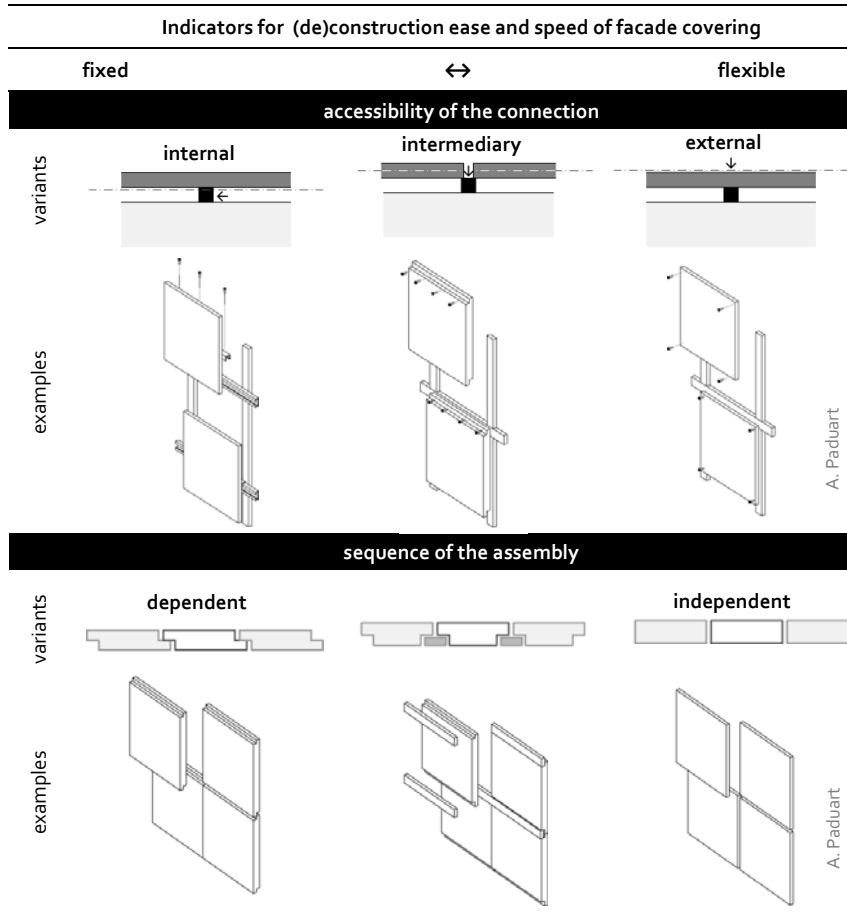 Indicators for (de)construction ease and speed of facade covering
fixed ↔ flexible
accessibility of the connection
variants
internal
intermediary
external
examples
A. Paduart
sequence of the assembly
variants
dependent
independent
examples
A. Paduart